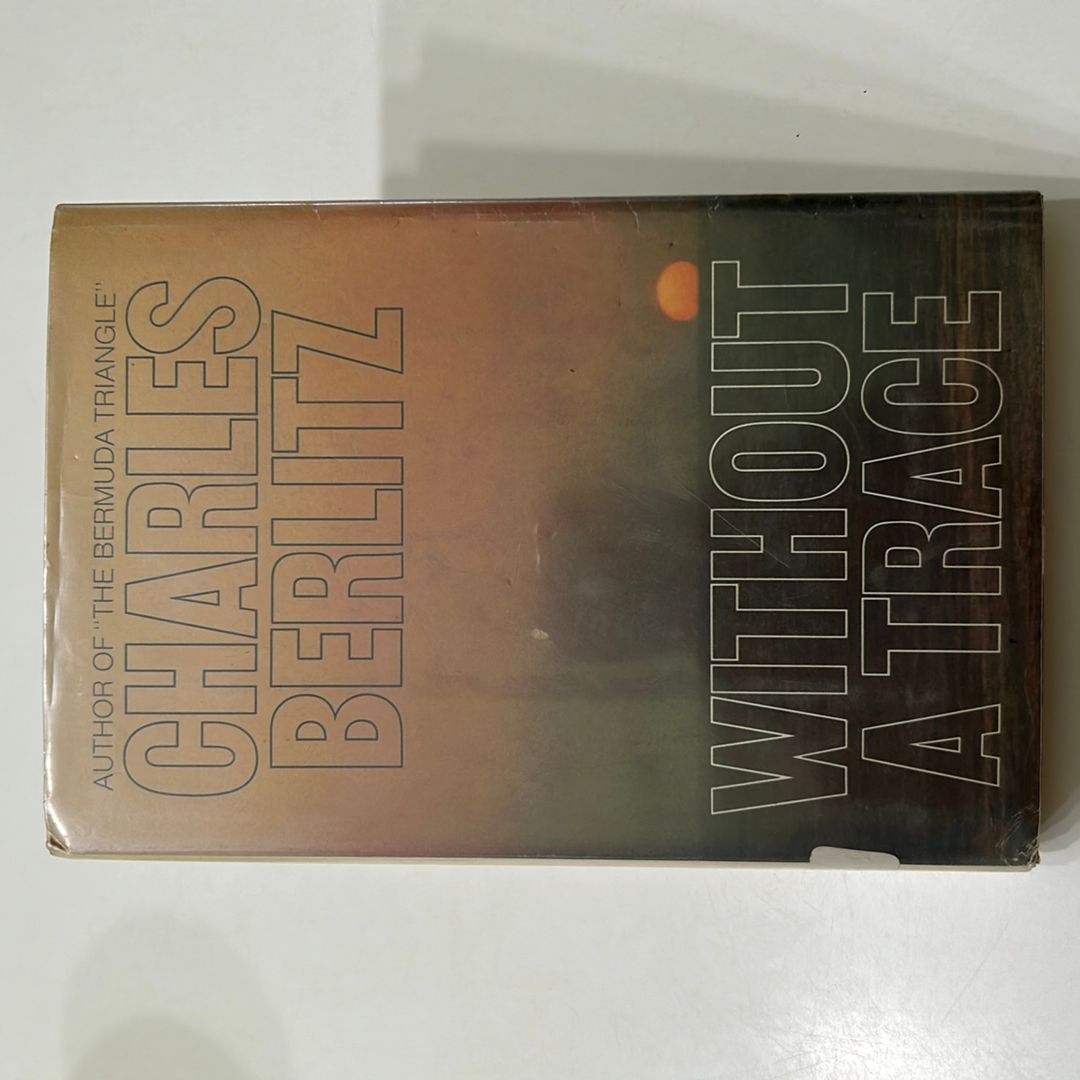 AUTHOR OF "THE BERMUDA TRIANGLE"
CHARLES
BERLITZ
WITHOUT
A TRACE